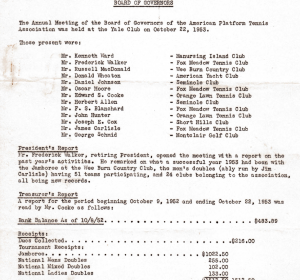 BOARD OF GOVERNORS
The Annual Meeting of the Board of Governors of the American Platform Tennis
Association was held at the Yale Club on October 22, 1953.
Those present were:
Mr. Kenneth Ward - Manursing Island Club
Mr. Frederick Walker - Fox Meadow Tennis Club
Mr. Russell MacDonald - Wee Burn Country Club
Mr. Donald Whooton - American Yacht Club
Mr. Daniel Johnson - Seminole Club
Mr. Oscar Moore - Fox Meadow Tennis Club
Mr. Edward S. Cooke - Orange Lawn Tennis Club
Mr. Herbert Allen - Seminole Club
Mr. F. S. Blanchard - Fox Meadow Tennis Club
Mr. John Hunter - Orange Lawn Tennis Club
Mr. Joseph E. Cox - Short Hills Club
Mr. James Carlisle - Fox Meadow Tennis Club
Mr. George Schmid - Montclair Golf Club
President's Report
Mr. Frederick Walker, retiring President, opened the meeting with a report on the
past year's activities. He remarked on what a successful year 1953 had been with
the Jamboree at the Wee Burn Country Club, the men's doubles (ably run by Jim
Carlisle) having 51 teams participating, and 24 clubs belonging to the association,
all being new records.
Treasurer's Report
A report for the period beginning October 9, 1952 and ending October 22, 1953 was
read by Mr. Cooke as follows:
Bank Balance As of 10/9/52 $483.89
Receipts:
Dues Collected $216.00
Tournament Receipts:
Jamboree $1022.50
National Mens Doubles 256.00
National Mixed Doubles 102.00
National Ladies Doubles 133.00